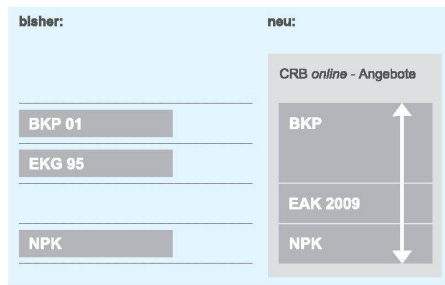 bisher:
neu:
CRB online - Angebote
BKP 01
BKP
EKG 95
EAK 2009
NPK
NPK